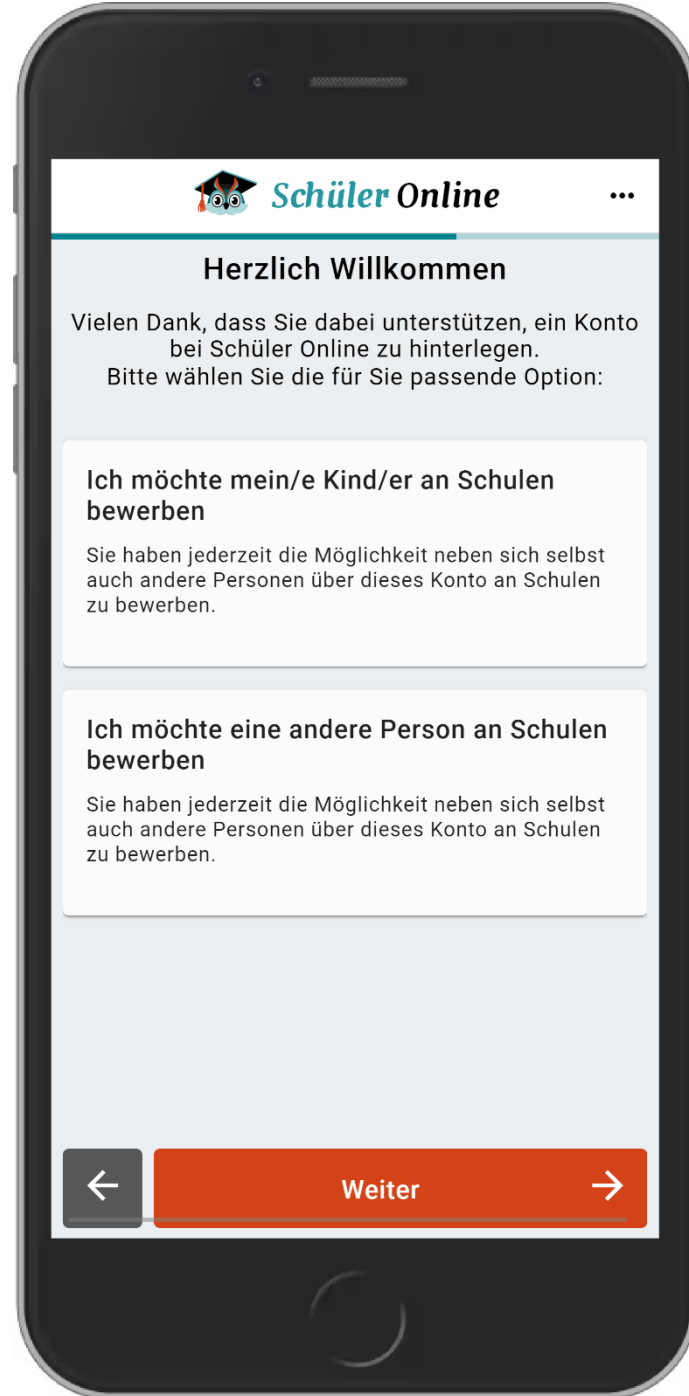 Schüler Online
Herzlich Willkommen
Vielen Dank, dass Sie dabei unterstützen, ein Konto
bei Schüler Online zu hinterlegen.
Bitte wählen Sie die für Sie passende Option:
Ich möchte mein/e Kind/er an Schulen
bewerben
Sie haben jederzeit die Möglichkeit neben sich selbst
auch andere Personen über dieses Konto an Schulen
zu bewerben.
Ich möchte eine andere Person an Schulen
bewerben
Sie haben jederzeit die Möglichkeit neben sich selbst
auch andere Personen über dieses Konto an Schulen
zu bewerben.
Weiter